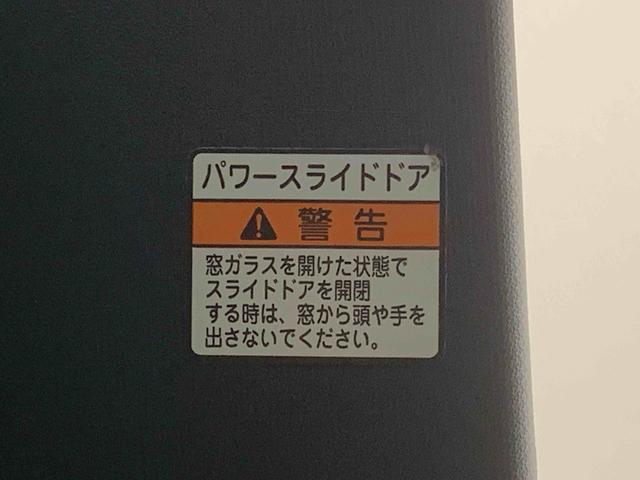 パワースライドドア
警告
窓ガラスを開けた状態で
スライドドアを開閉
する時は、窓から頭や手を
出さないでください。